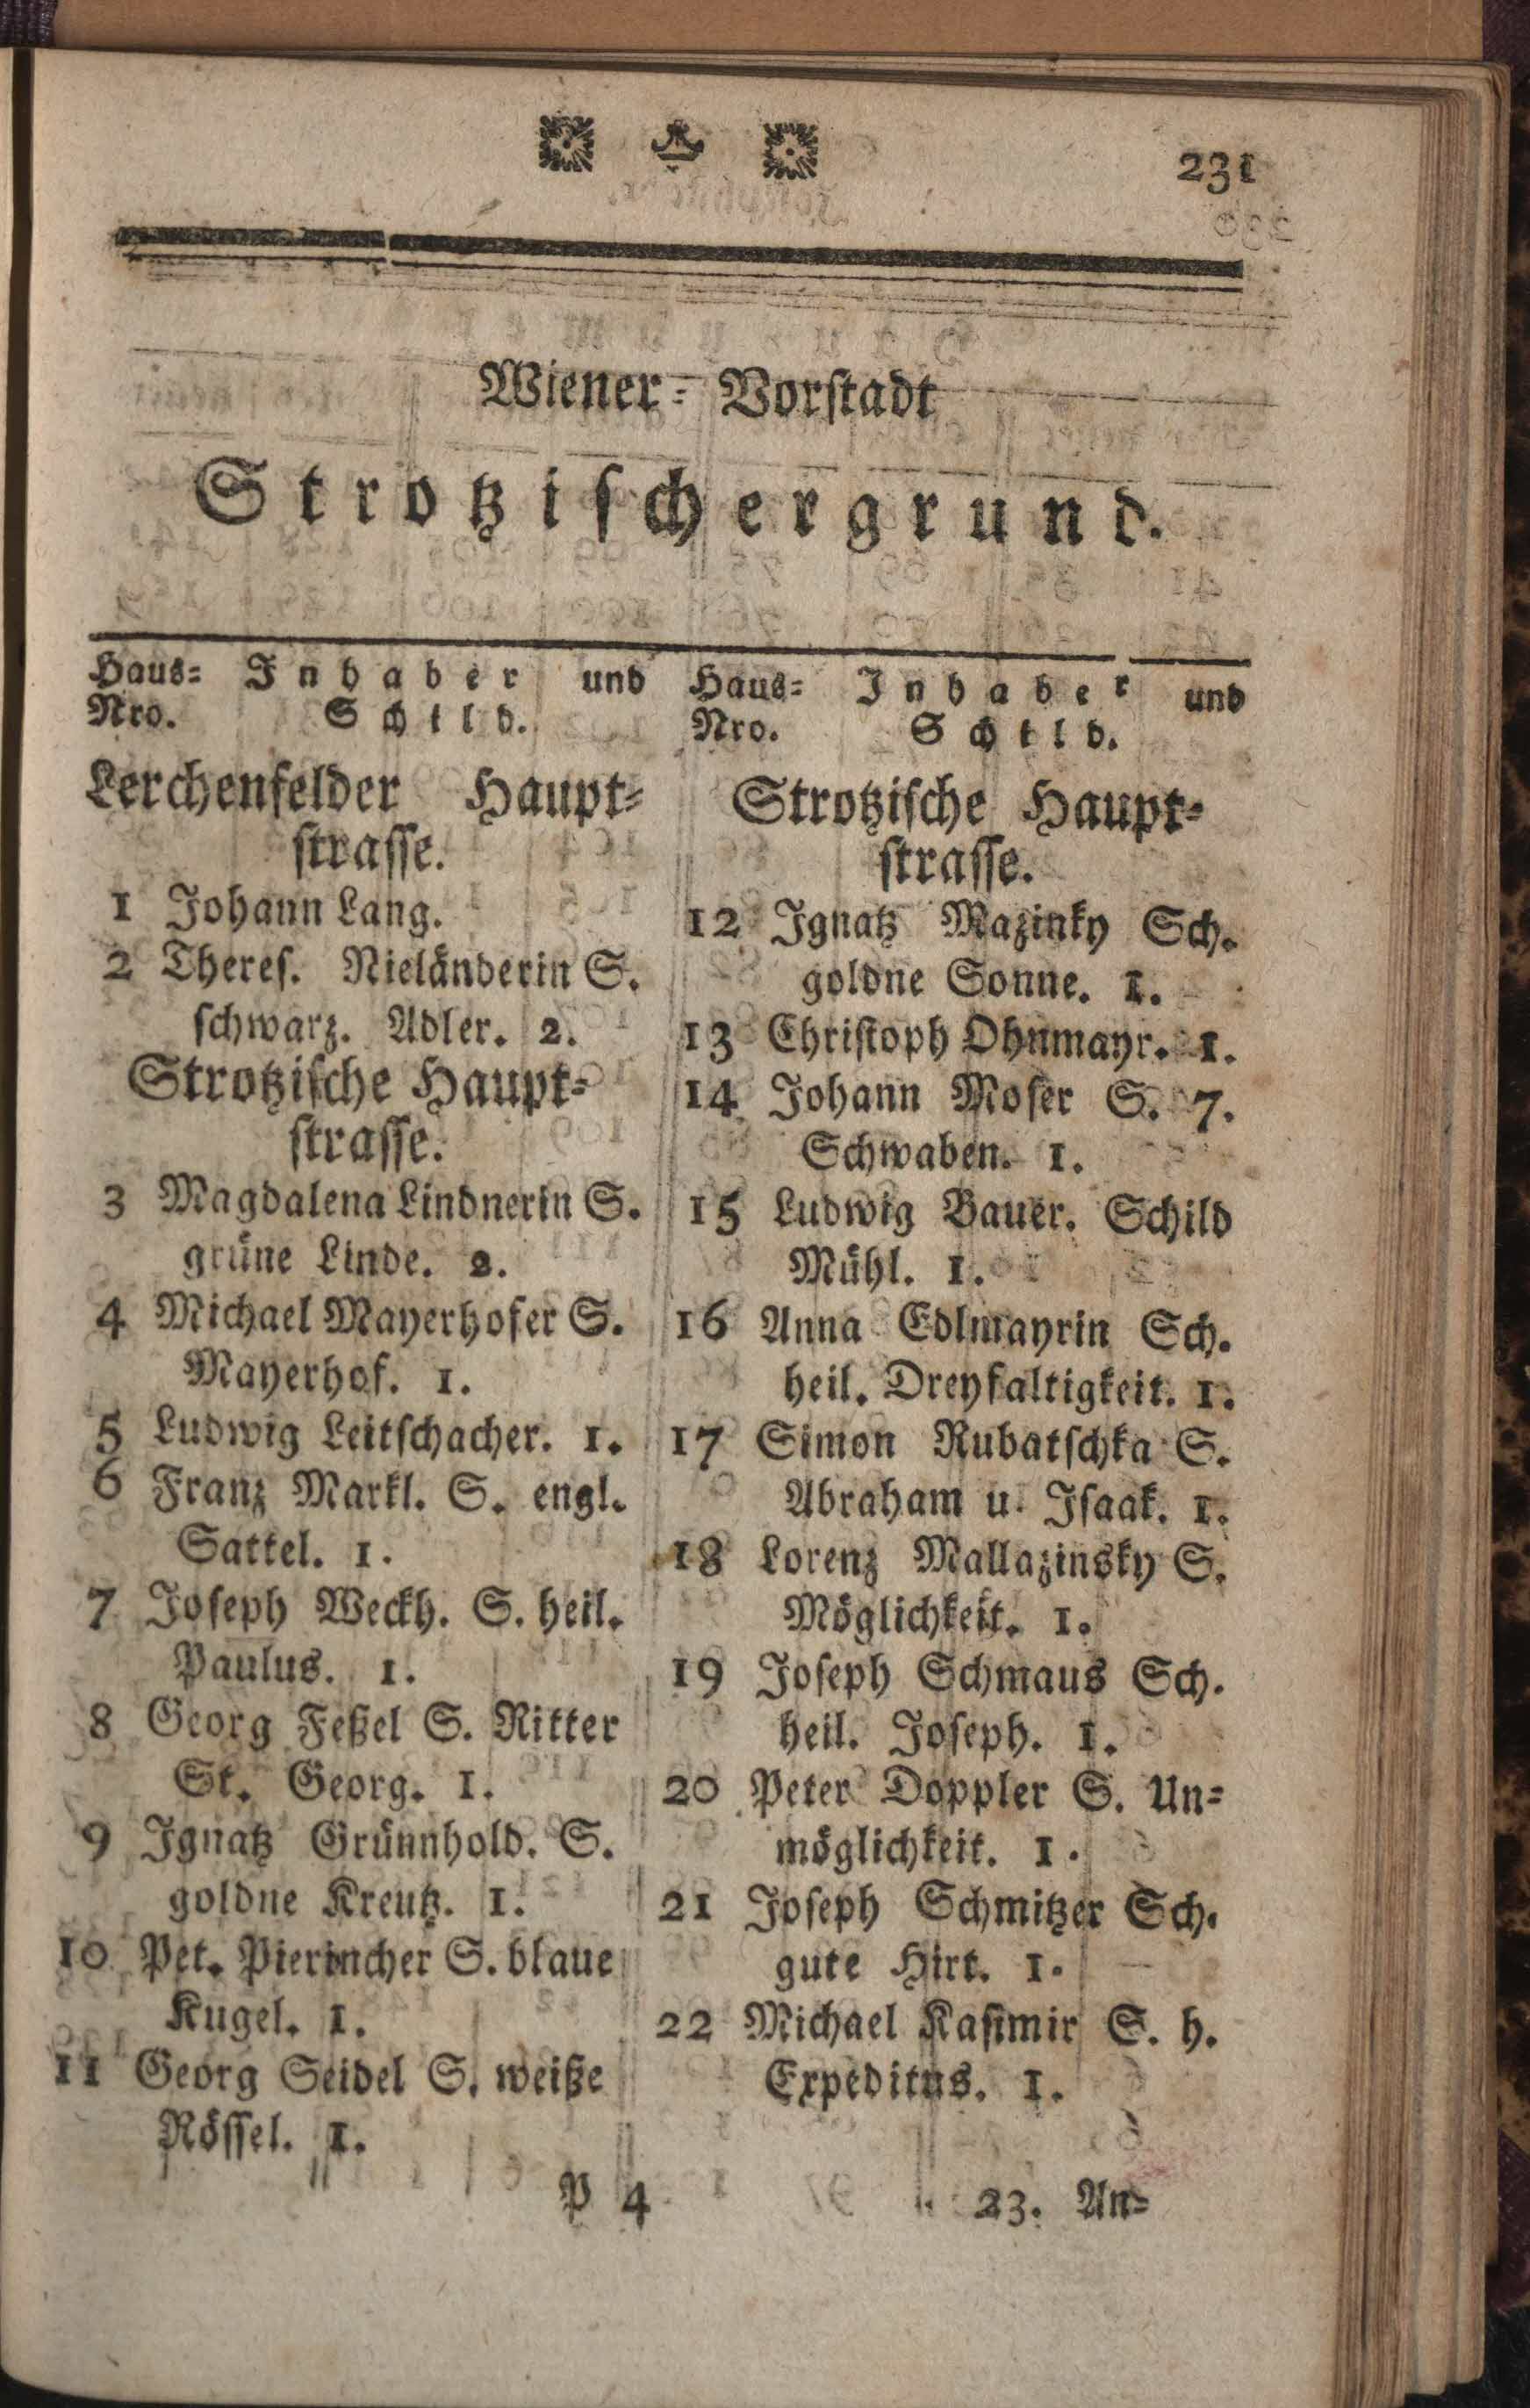 231
Wiener- Vorstadt
Strotzischergrund.
Haus- Inhaber und
Nro. Schild.
Lerchenfelder Haupt-
strasse.
1 Johann Lang.
2 Theres. Nieländerin S.
schwarz. Adler. 2.
Strotzische Haupt-
strasse.
3 Magdalena Lindnerin S.
grüne Linde. 2.
4 Michael Mayerhofer S.
Mayerhof. 1.
5 Ludwig Leitschacher. 1.
6 Franz Markl. S. engl.
Sattel. 1.
7 Joseph Weckh. S. heil.
Paulus. 1.
8 Georg Feßel S. Ritter
St. Georg. 1.
9 Ignatz Grünnhold. S.
goldne Kreutz. 1.
10 Pet. Pierincher S. blaue
Kugel. 1.
11 Georg Seidel S. weiße
Rössel. 1.
Haus- Inhaber und
Nro. Schild.
Strotzische Haupt-
strasse.
12 Ignatz Mazinky Sch.
goldne Sonne. 1.
13 Christoph Ohnmayr. 1.
14 Johann Moser S. 7.
Schwaben. 1.
15 Ludwig Bauer. Schild
Mühl. 1.
16 Anna Edlmayrin Sch.
heil. Dreyfaltigkeit. 1.
17 Simon Rubatschka S.
Abraham u. Isaak. 1.
18 Lorenz Mallazinsky S.
Möglichkeit. 1.
19 Joseph Schmaus Sch.
heil. Joseph. 1.
20 Peter Doppler S. Un-
möglichkeit. 1.
21 Joseph Schmitzer Sch.
gute Hirt. 1.
22 Michael Kasimir S. h.
Expeditus. 1.
P 4
23. An-